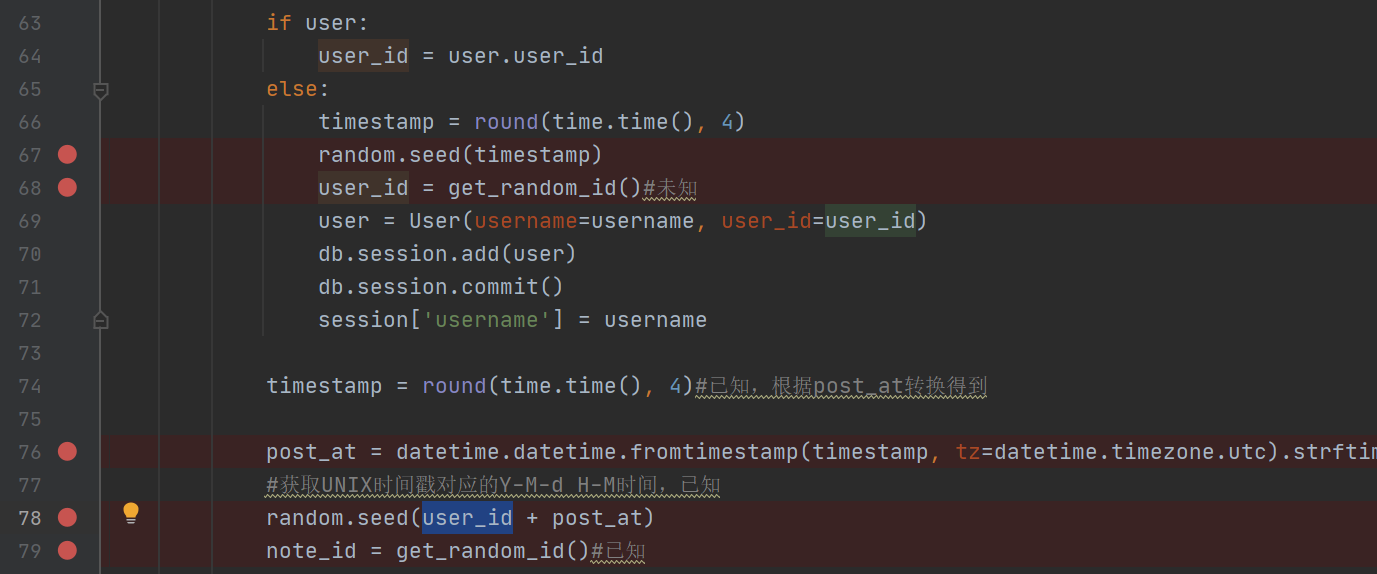 63 if user:
64 user_id = user.user_id
65 else:
66 timestamp = round(time.time(), 4)
67 random.seed(timestamp)
68 user_id = get_random_id()#未知
69 user = User(username=username, user_id=user_id)
70 db.session.add(user)
71 db.session.commit()
72 session['username'] = username
73
74 timestamp = round(time.time(), 4)#已知，根据post_at转换得到
75
76 post_at = datetime.datetime.fromtimestamp(timestamp, tz=datetime.timezone.utc).strftim
77 #获取UNIX时间戳对应的Y-M-d H-M时间，已知
78 random.seed(user_id + post_at)
79 note_id = get_random_id()#已知